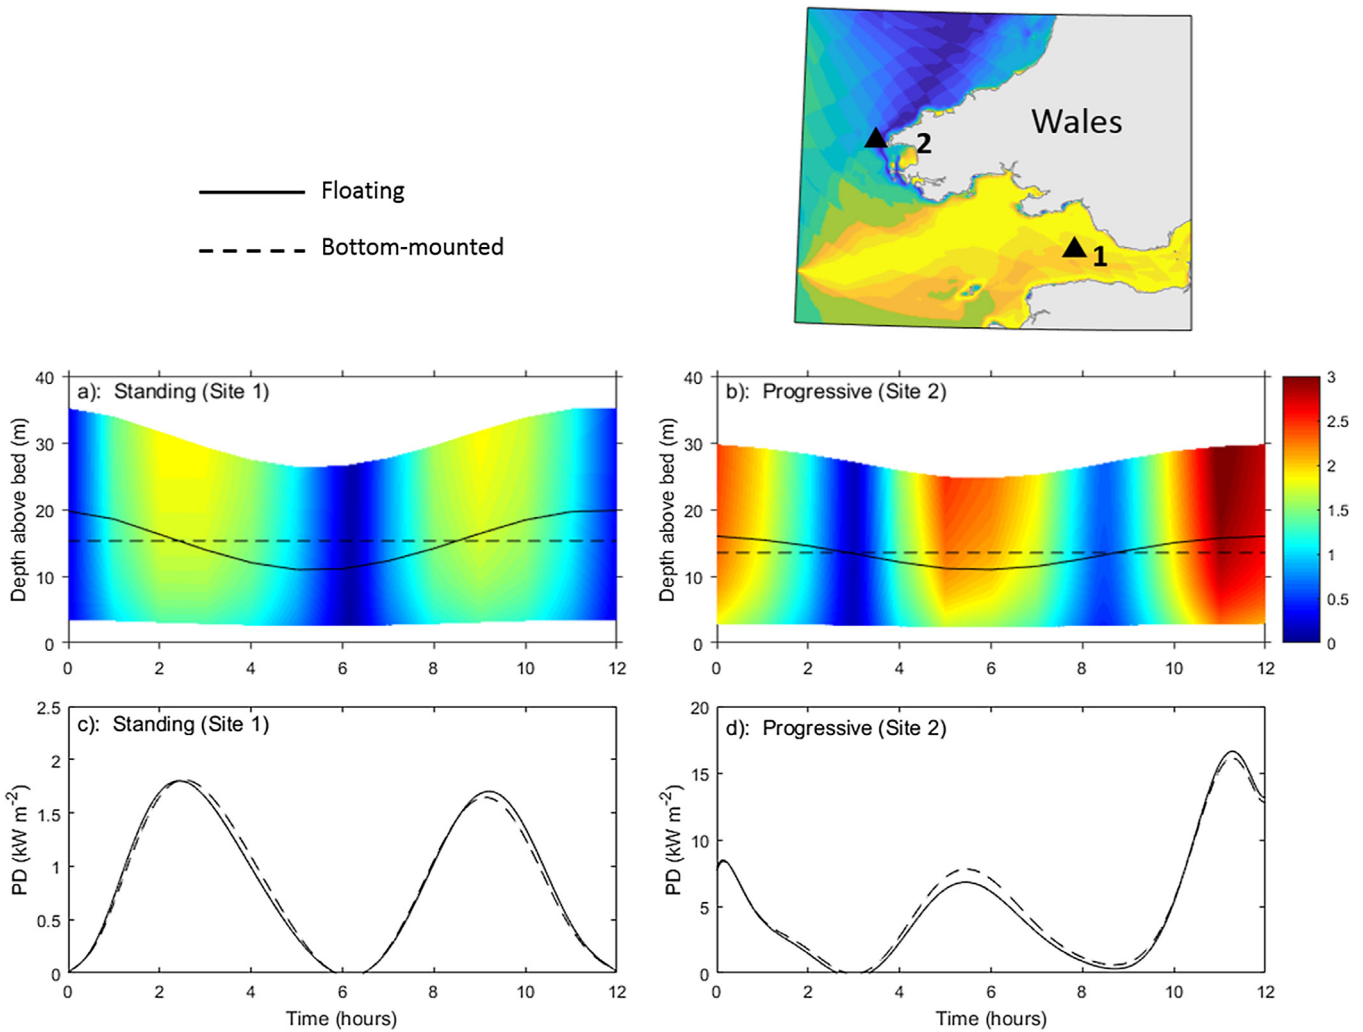 Wales
2
1
Floating
Bottom-mounted
a): Standing (Site 1)
Depth above bed (m)
40
30
20
10
0
0 2 4 6 8 10 12
b): Progressive (Site 2)
Depth above bed (m)
40
30
20
10
0
0 2 4 6 8 10 12
3
2.5
2
1.5
1
0.5
0
c): Standing (Site 1)
PD (kW m-2)
2.5
2
1.5
1
0.5
0
0 2 4 6 8 10 12
Time (hours)
d): Progressive (Site 2)
PD (kW m-2)
20
15
10
5
0
0 2 4 6 8 10 12
Time (hours)